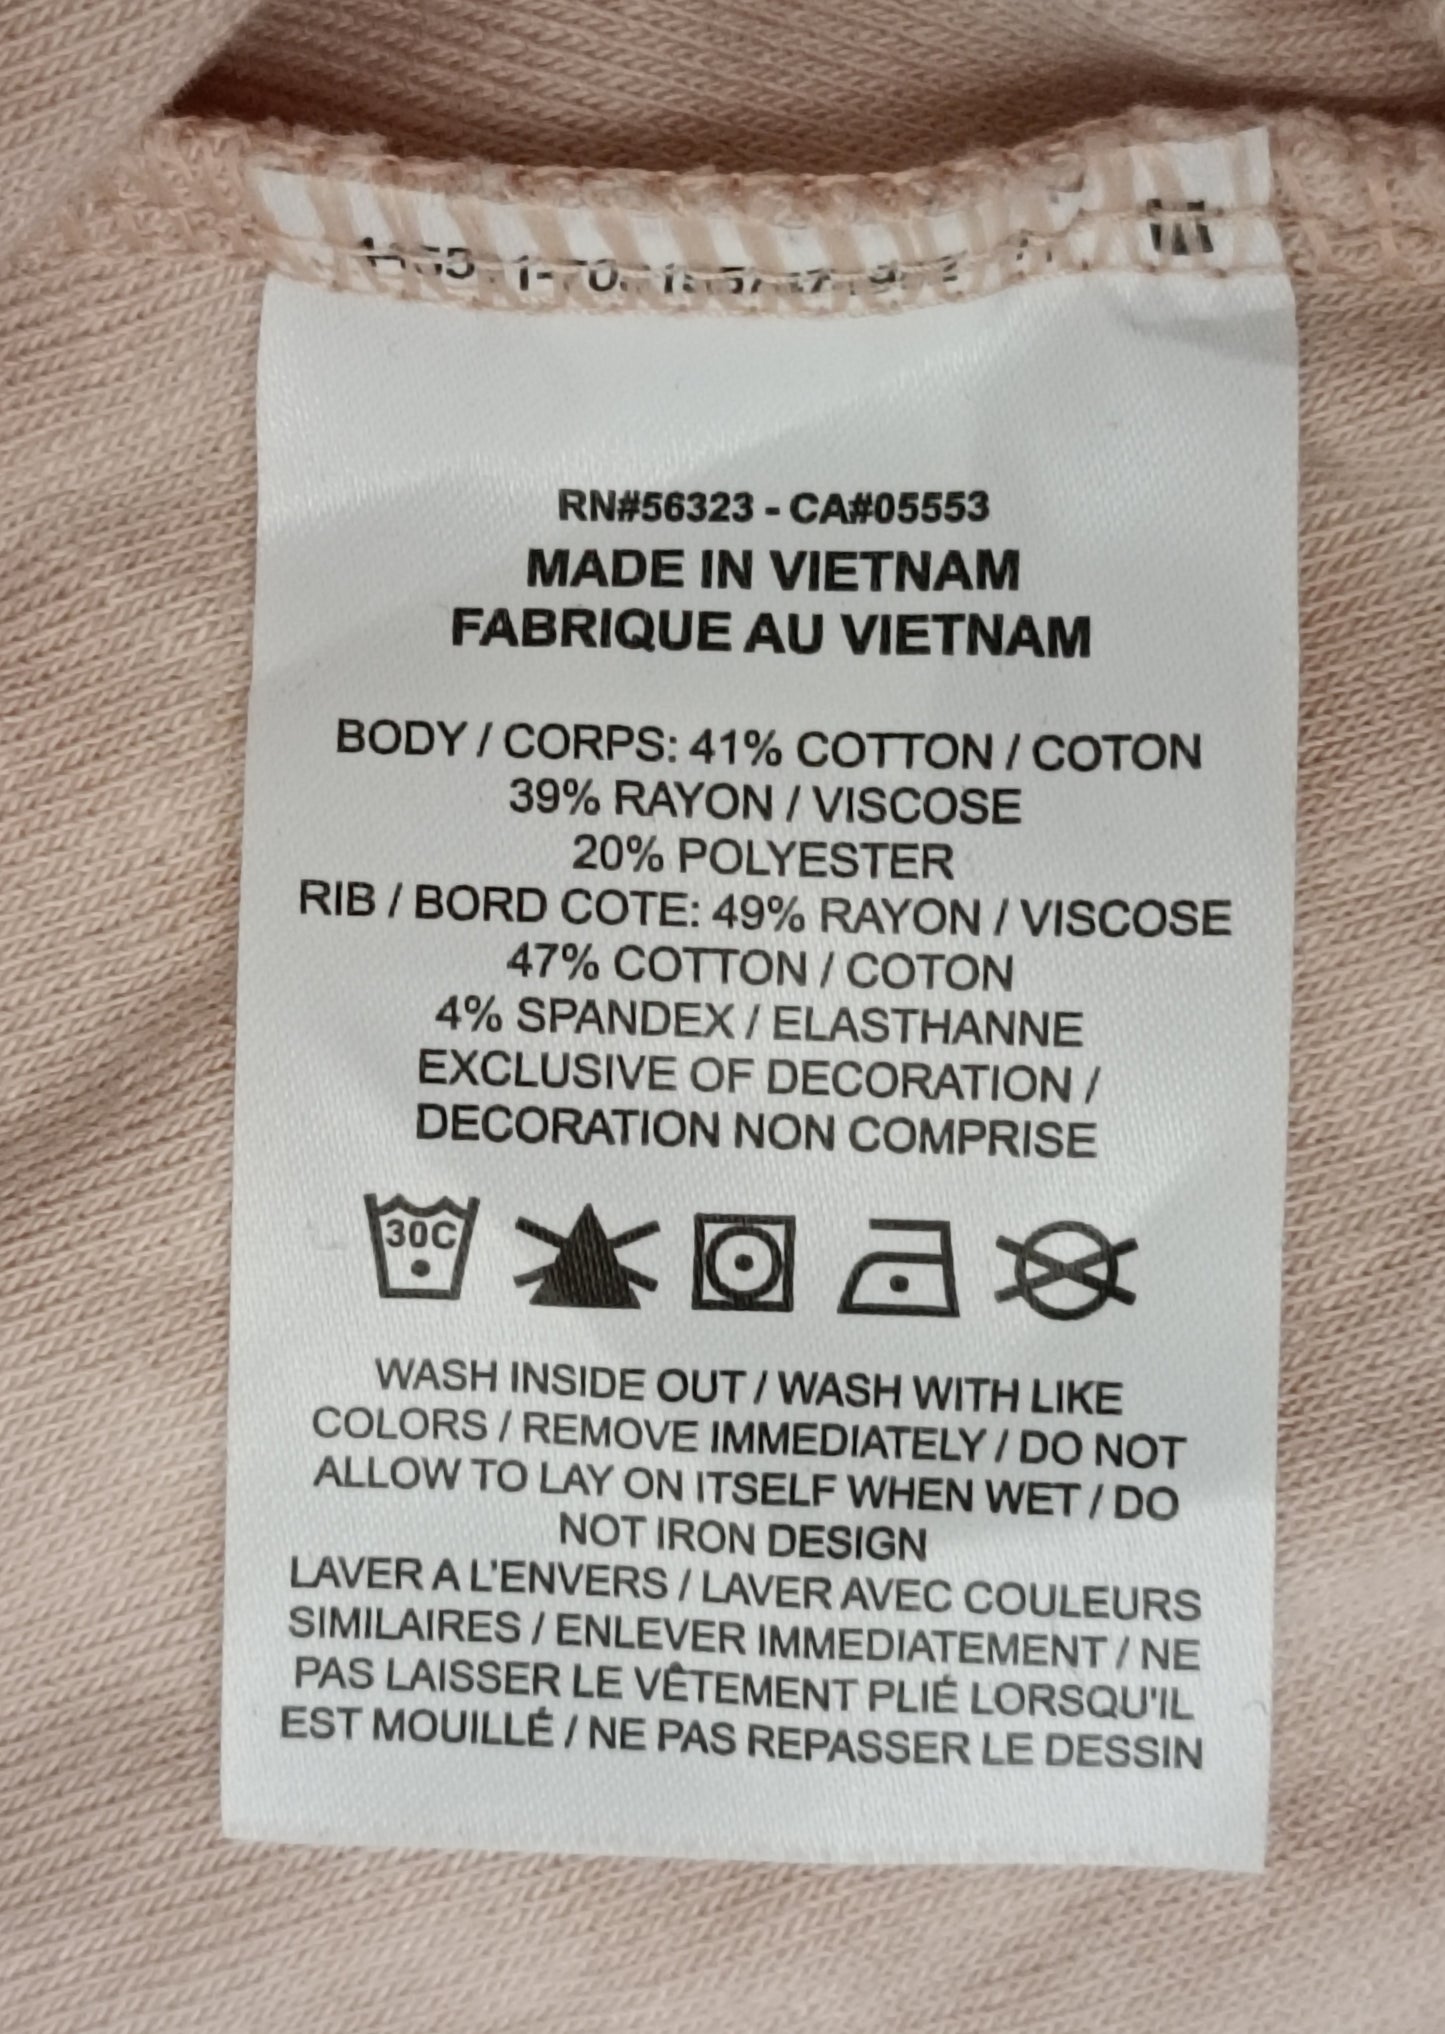 RN#56323 - CA#05553
MADE IN VIETNAM
FABRIQUE AU VIETNAM
BODY / CORPS: 41% COTTON / COTON
39% RAYON / VISCOSE
20% POLYESTER
RIB / BORD COTE: 49% RAYON / VISCOSE
47% COTTON / COTON
4% SPANDEX / ELASTHANNE
EXCLUSIVE OF DECORATION /
DECORATION NON COMPRISE
30C
WASH INSIDE OUT / WASH WITH LIKE
COLORS / REMOVE IMMEDIATELY / DO NOT
ALLOW TO LAY ON ITSELF WHEN WET / DO
NOT IRON DESIGN
LAVER A L'ENVERS / LAVER AVEC COULEURS
SIMILAIRES / ENLEVER IMMEDIATEMENT / NE
PAS LAISSER LE VÊTEMENT PLIÉ LORSQU'IL
EST MOUILLÉ / NE PAS REPASSER LE DESSIN